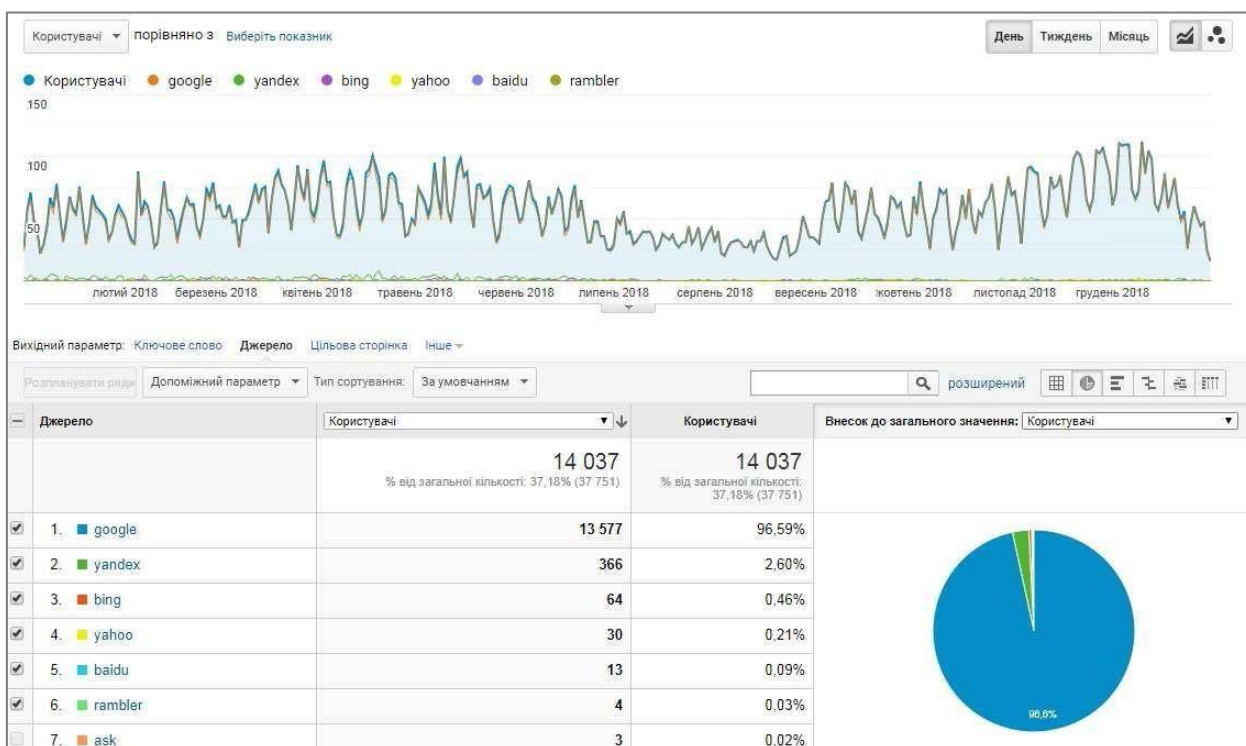 Користувачі порівняно з Виберіть показник День Тиждень Місяць
Користувачі google yandex bing yahoo baidu rambler
150
100
50
лютий 2018 березень 2018 квітень 2018 травень 2018 червень 2018 липень 2018 серпень 2018 вересень 2018 жовтень 2018 листопад 2018 грудень 2018
Вихідний параметр: Ключове слово Джерело Цільова сторінка Інше
Розпланувати ряди Допоміжний параметр Тип сортування: За умовчанням розширений
Джерело Користувачі Користувачі Внесок до загального значення: Користувачі
14 037 14 037
% від загальної кількості: 37,18% (37 751) % від загальної кількості:
37,18% (37 751)
1. google 13 577 96,59%
2. yandex 366 2,60%
3. bing 64 0,46%
4. yahoo 30 0,21%
5. baidu 13 0,09%
6. rambler 4 0,03%
96,6%
7. ask 3 0,02%